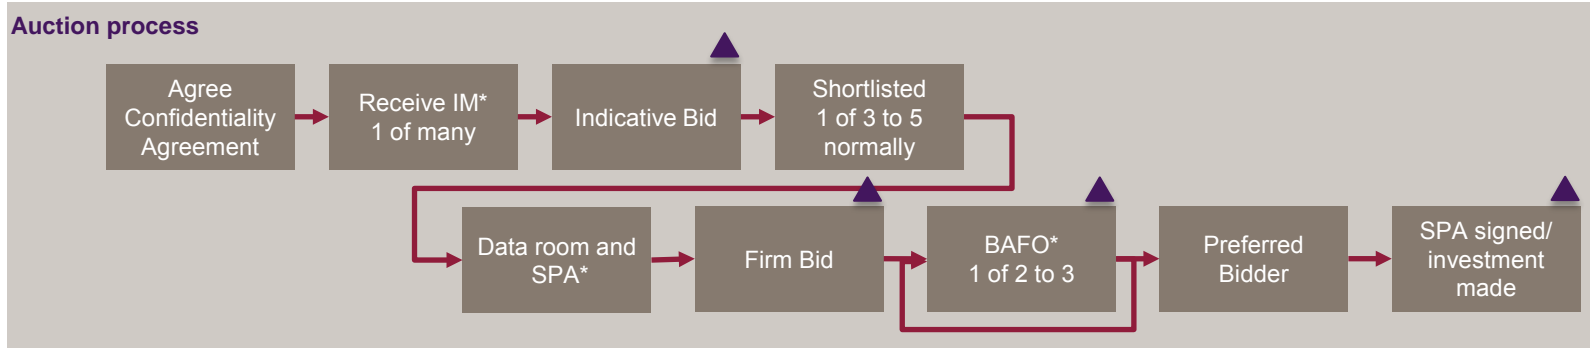 Auction process
Agree
Confidentiality
Agreement
Receive IM*
1 of many
Indicative Bid
Shortlisted
1 of 3 to 5
normally
Data room and
SPA*
Firm Bid
BAFO*
1 of 2 to 3
Preferred
Bidder
SPA signed/
investment
made